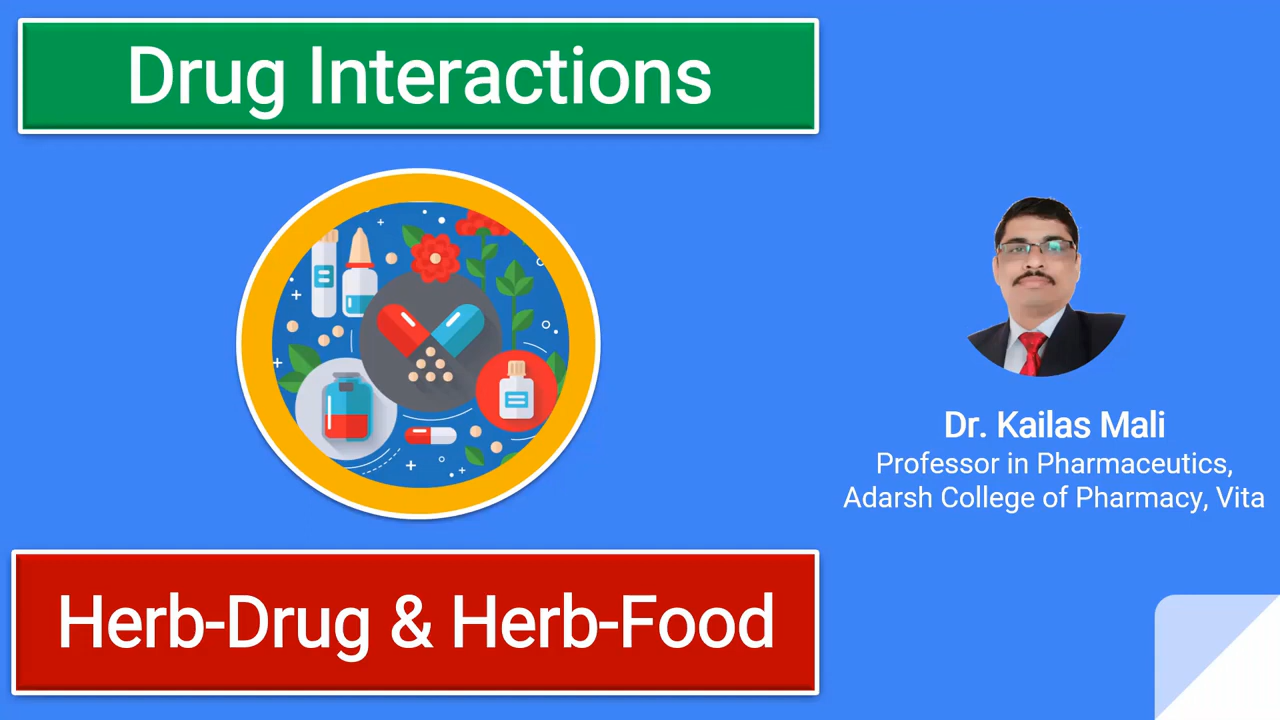 Drug Interactions
Dr. Kailas Mali
Professor in Pharmaceutics,
Adarsh College of Pharmacy, Vita
Herb-Drug & Herb-Food